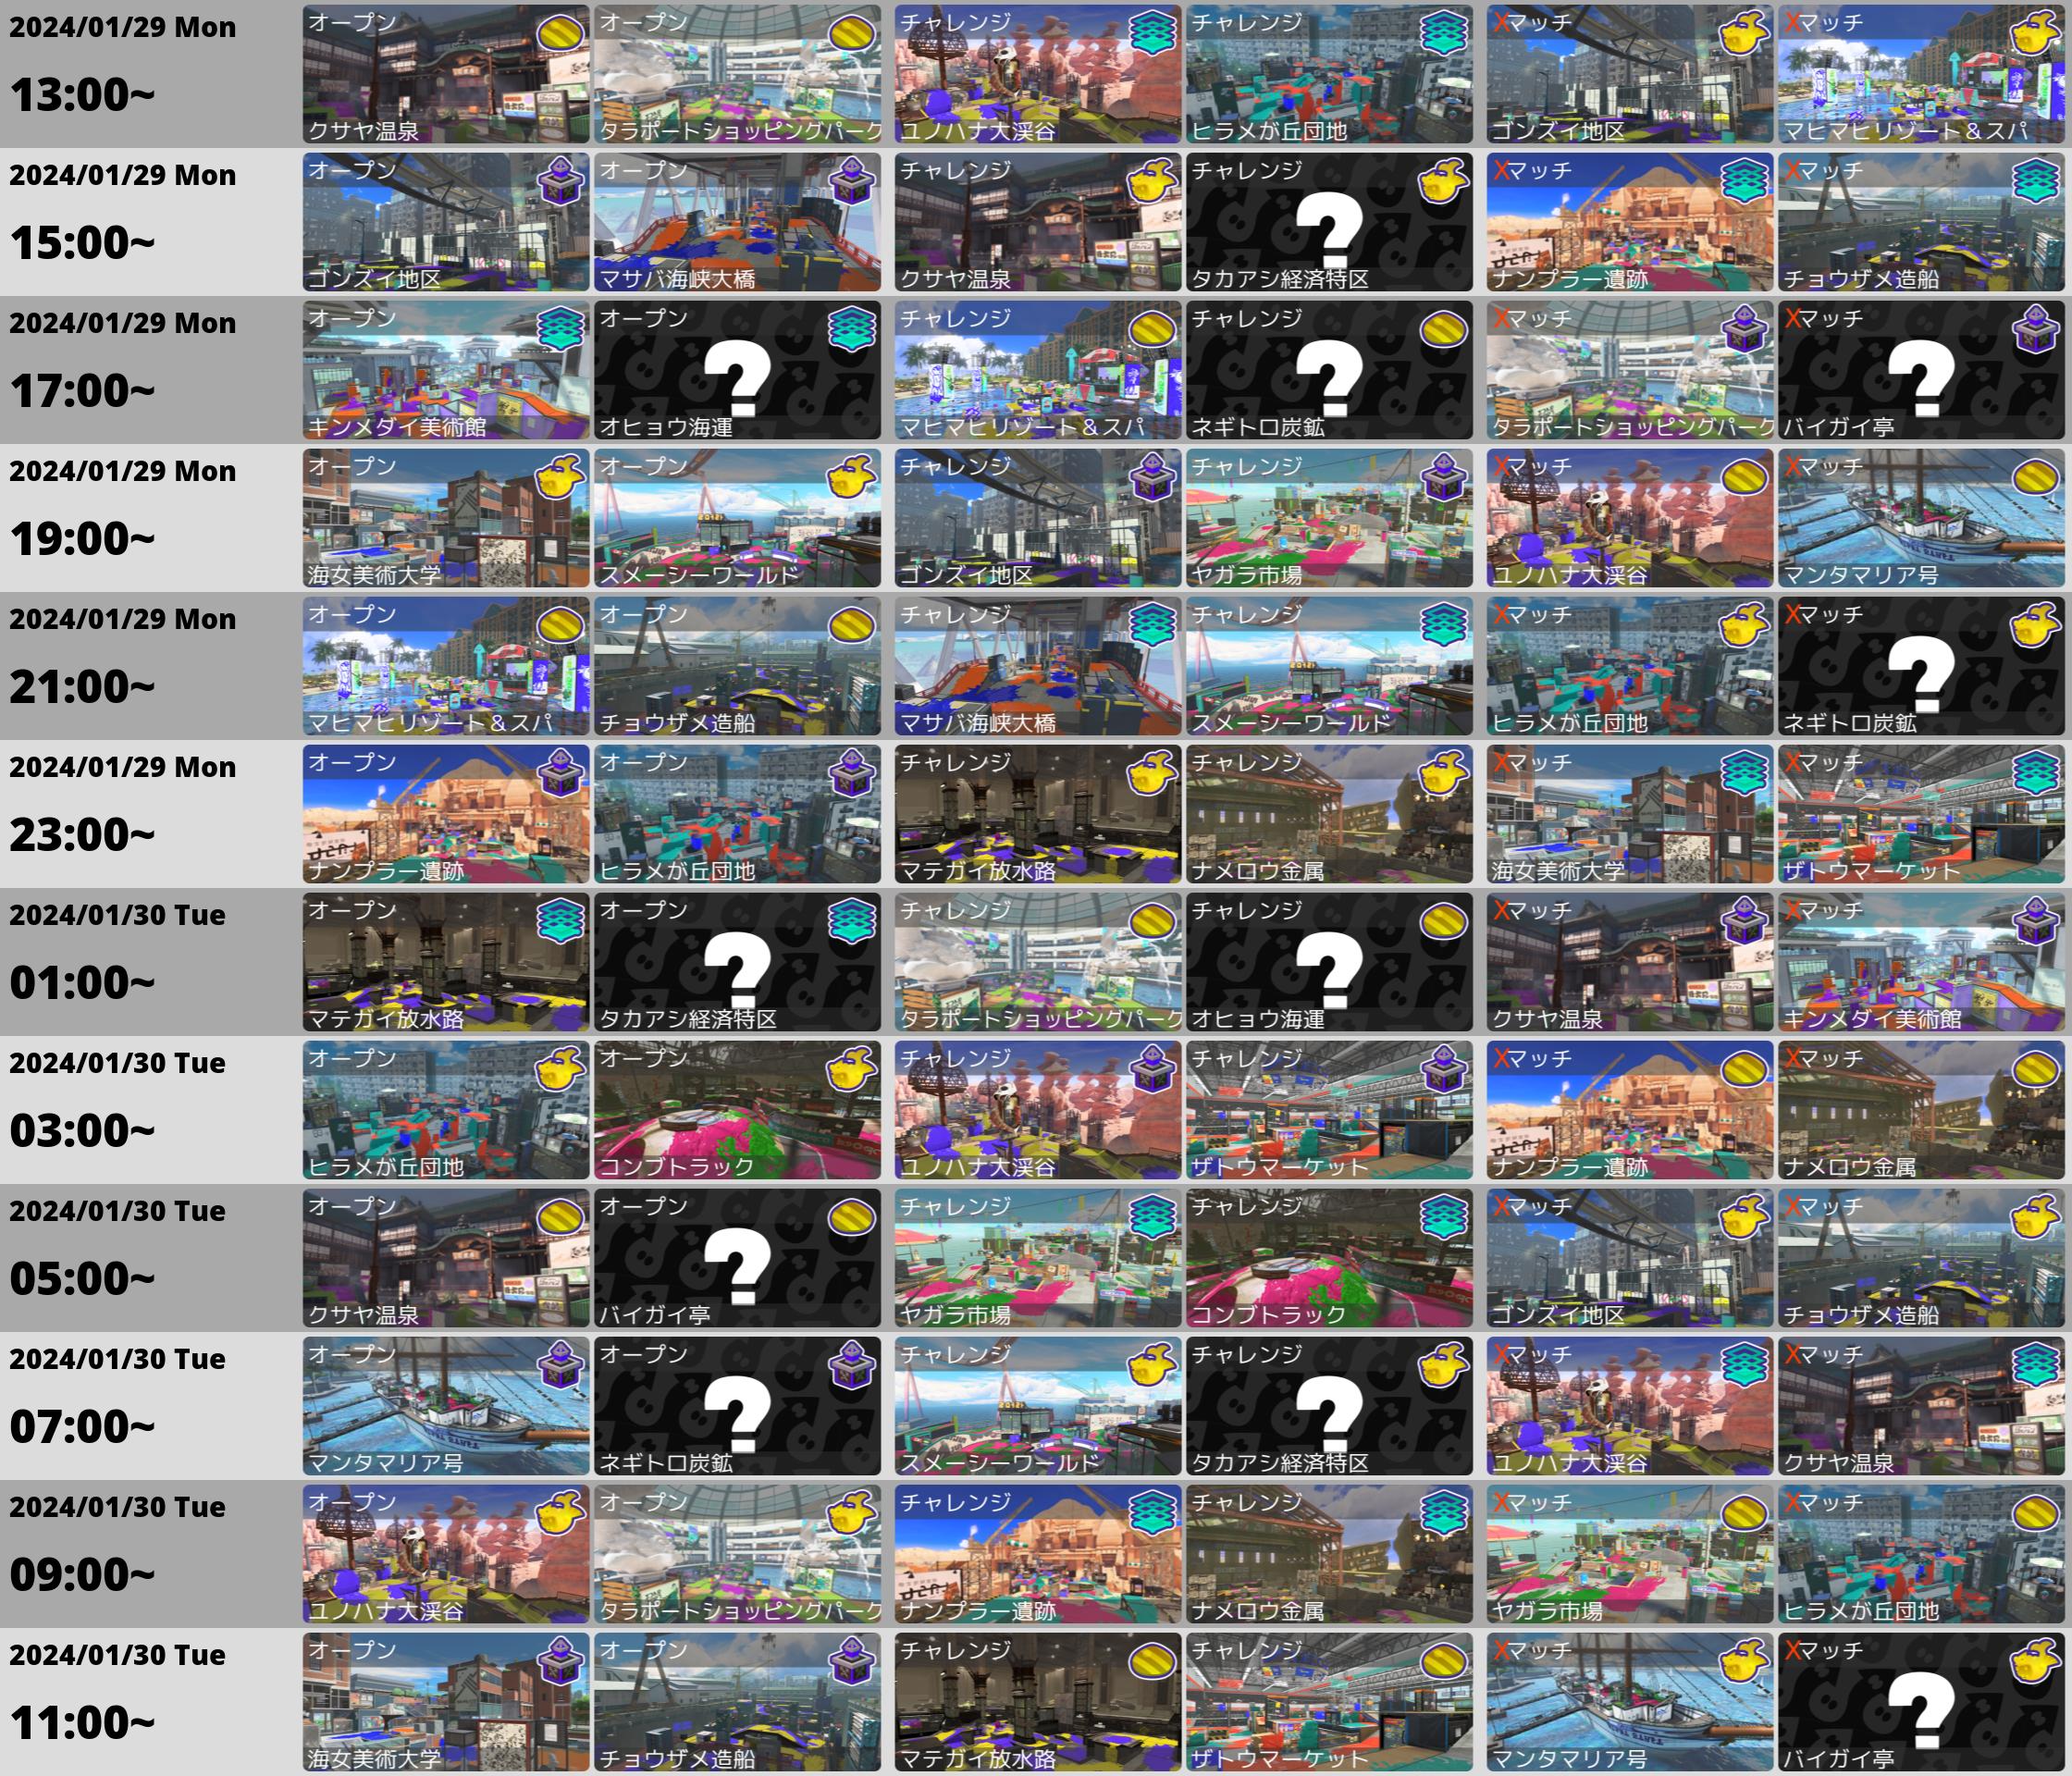 2024/01/29 Mon
13:00~
オープン
クサヤ温泉
オープン
タラポートショッピングパーク
チャレンジ
ユノハナ大渓谷
チャレンジ
ヒラメが丘団地
Xマッチ
ゴンズイ地区
Xマッチ
マヒマヒリゾート＆スパ
2024/01/29 Mon
15:00~
オープン
ゴンズイ地区
オープン
マサバ海峡大橋
チャレンジ
クサヤ温泉
チャレンジ
?
タカアシ経済特区
Xマッチ
ナンプラー遺跡
Xマッチ
チョウザメ造船
2024/01/29 Mon
17:00~
オープン
キンメダイ美術館
オープン
?
オヒョウ海運
チャレンジ
マヒマヒリゾート＆スパ
チャレンジ
?
ネギトロ炭鉱
Xマッチ
タラポートショッピングパーク
Xマッチ
?
バイガイ亭
2024/01/29 Mon
19:00~
オープン
海女美術大学
オープン
スメーシーワールド
チャレンジ
ゴンズイ地区
チャレンジ
ヤガラ市場
Xマッチ
ユノハナ大渓谷
Xマッチ
マンタマリア号
2024/01/29 Mon
21:00~
オープン
マヒマヒリゾート＆スパ
オープン
チョウザメ造船
チャレンジ
マサバ海峡大橋
チャレンジ
スメーシーワールド
Xマッチ
ヒラメが丘団地
Xマッチ
?
ネギトロ炭鉱
2024/01/29 Mon
23:00~
オープン
ナンプラー遺跡
オープン
ヒラメが丘団地
チャレンジ
マテガイ放水路
チャレンジ
ナメロウ金属
Xマッチ
海女美術大学
Xマッチ
ザトウマーケット
2024/01/30 Tue
01:00~
オープン
マテガイ放水路
オープン
?
タカアシ経済特区
チャレンジ
タラポートショッピングパーク
チャレンジ
?
オヒョウ海運
Xマッチ
クサヤ温泉
Xマッチ
キンメダイ美術館
2024/01/30 Tue
03:00~
オープン
ヒラメが丘団地
オープン
コンブトラック
チャレンジ
ユノハナ大渓谷
チャレンジ
ザトウマーケット
Xマッチ
ナンプラー遺跡
Xマッチ
ナメロウ金属
2024/01/30 Tue
05:00~
オープン
クサヤ温泉
オープン
?
バイガイ亭
チャレンジ
ヤガラ市場
チャレンジ
コンブトラック
Xマッチ
ゴンズイ地区
Xマッチ
チョウザメ造船
2024/01/30 Tue
07:00~
オープン
マンタマリア号
オープン
?
ネギトロ炭鉱
チャレンジ
スメーシーワールド
チャレンジ
?
タカアシ経済特区
Xマッチ
ユノハナ大渓谷
Xマッチ
クサヤ温泉
2024/01/30 Tue
09:00~
オープン
ユノハナ大渓谷
オープン
タラポートショッピングパーク
チャレンジ
ナンプラー遺跡
チャレンジ
ナメロウ金属
Xマッチ
ヤガラ市場
Xマッチ
ヒラメが丘団地
2024/01/30 Tue
11:00~
オープン
海女美術大学
オープン
チョウザメ造船
チャレンジ
マテガイ放水路
チャレンジ
ザトウマーケット
Xマッチ
マンタマリア号
Xマッチ
?
バイガイ亭